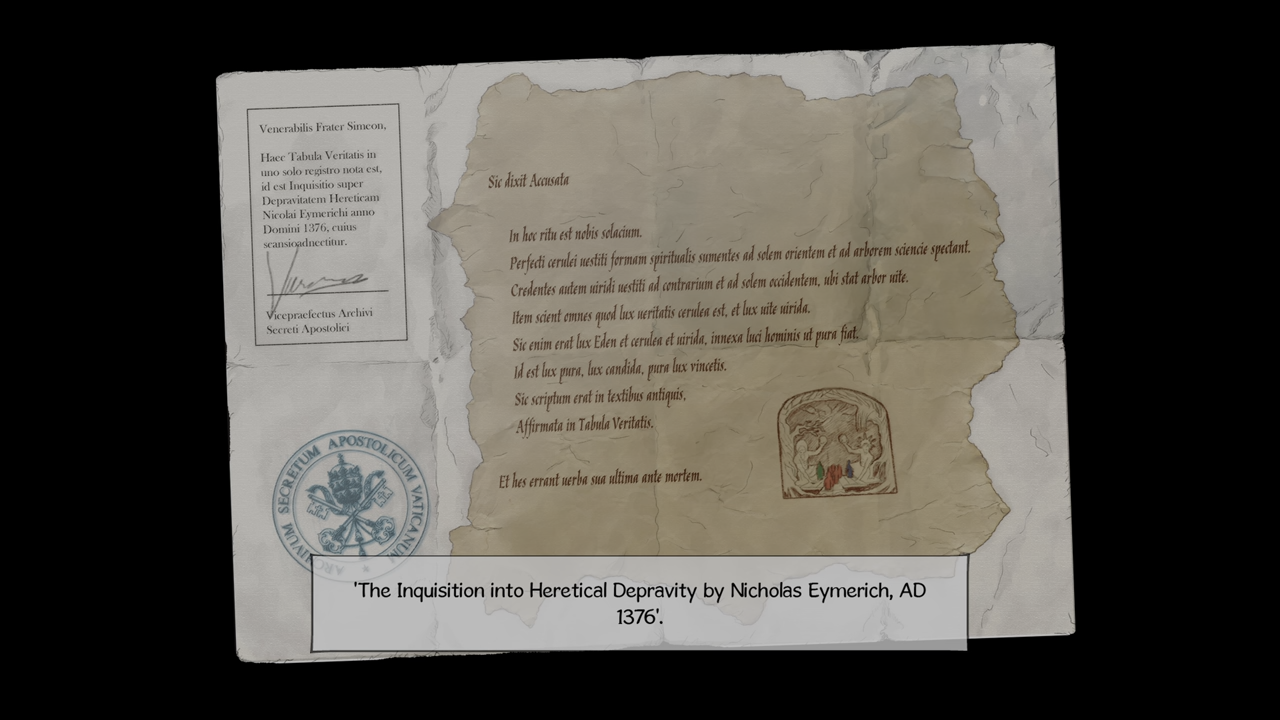 Venerabilis Frater Simeon,
Haec Tabula Veritatis in
uno solo registro nota est,
id est Inquisitio super
Depravitatem Hereticam
Nicolai Eymerichi anno
Domini 1376, cuius
scansioadnectitur.
Vicepraefectus Archivi
Secreti Apostolici
ARCHIVUM SECRETUM APOSTOLICUM VATICANUM
Sic dixit Accusata
In hoc ritu est nobis solacium.
Perfecti cerulei uestiti formam spiritualis sumentes ad solem orientem et ad arborem sciencie spectant.
Credentes autem uiridi uestiti ad contrarium et ad solem occidentem, ubi stat arbor uite.
Item scient omnes quod lux ueritatis cerulea est, et lux uite uirida.
Sic enim erat lux Eden et cerulea et uirida, innexa luci hominis ut pura fiat.
Id est lux pura, lux candida, pura lux vincetis.
Sic scriptum erat in textibus antiquis,
Affirmata in Tabula Veritatis.
Et hes errant uerba sua ultima ante mortem.
'The Inquisition into Heretical Depravity by Nicholas Eymerich, AD
1376'.